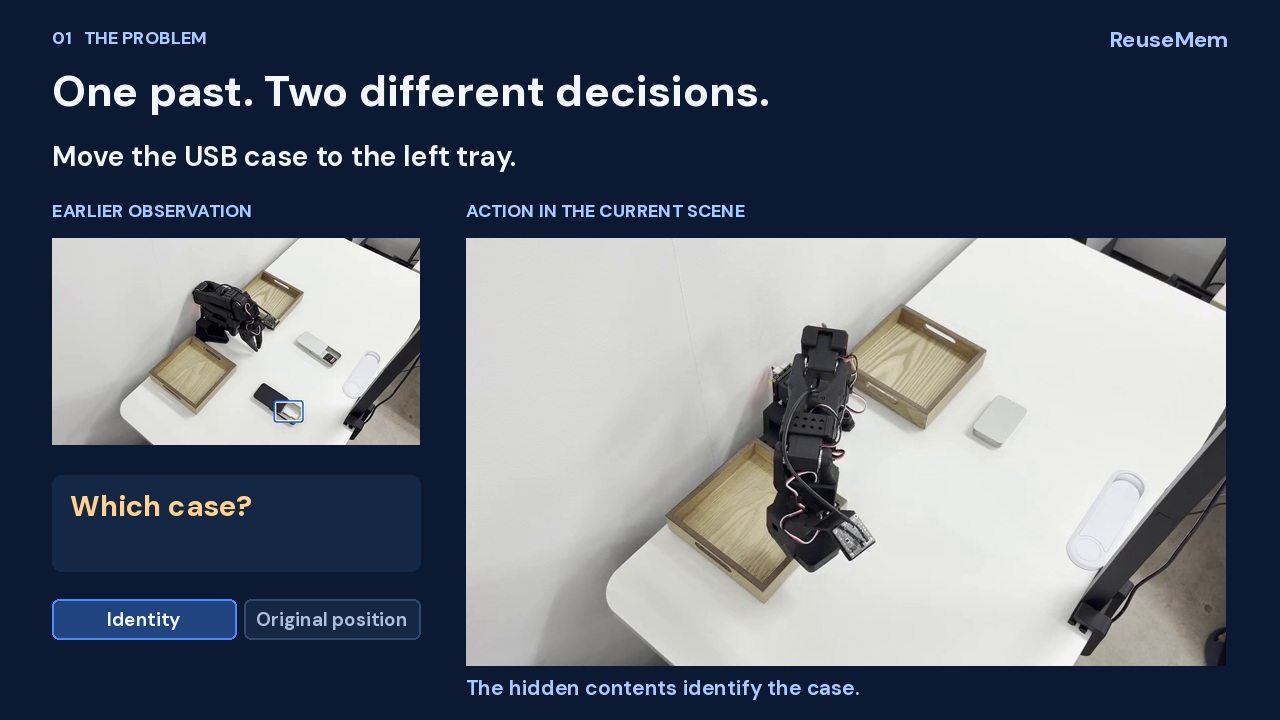 01 THE PROBLEM
ReuseMem
One past. Two different decisions.
Move the USB case to the left tray.
EARLIER OBSERVATION
ACTION IN THE CURRENT SCENE
Which case?
Identity
Original position
The hidden contents identify the case.